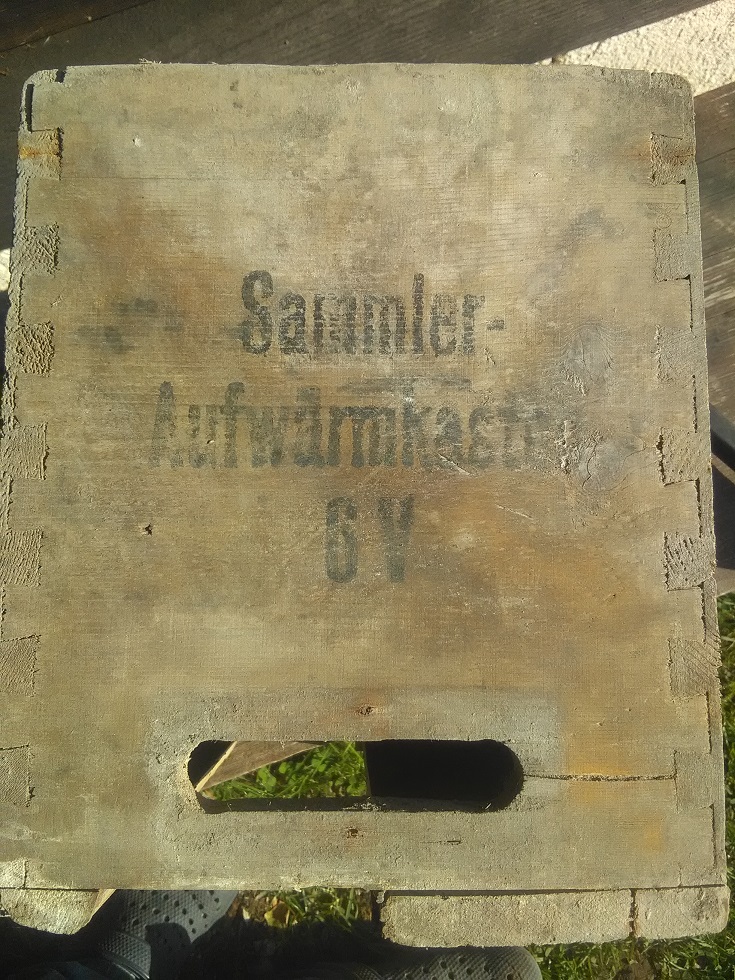 Sammler-
Aufwärmkasten
6 V